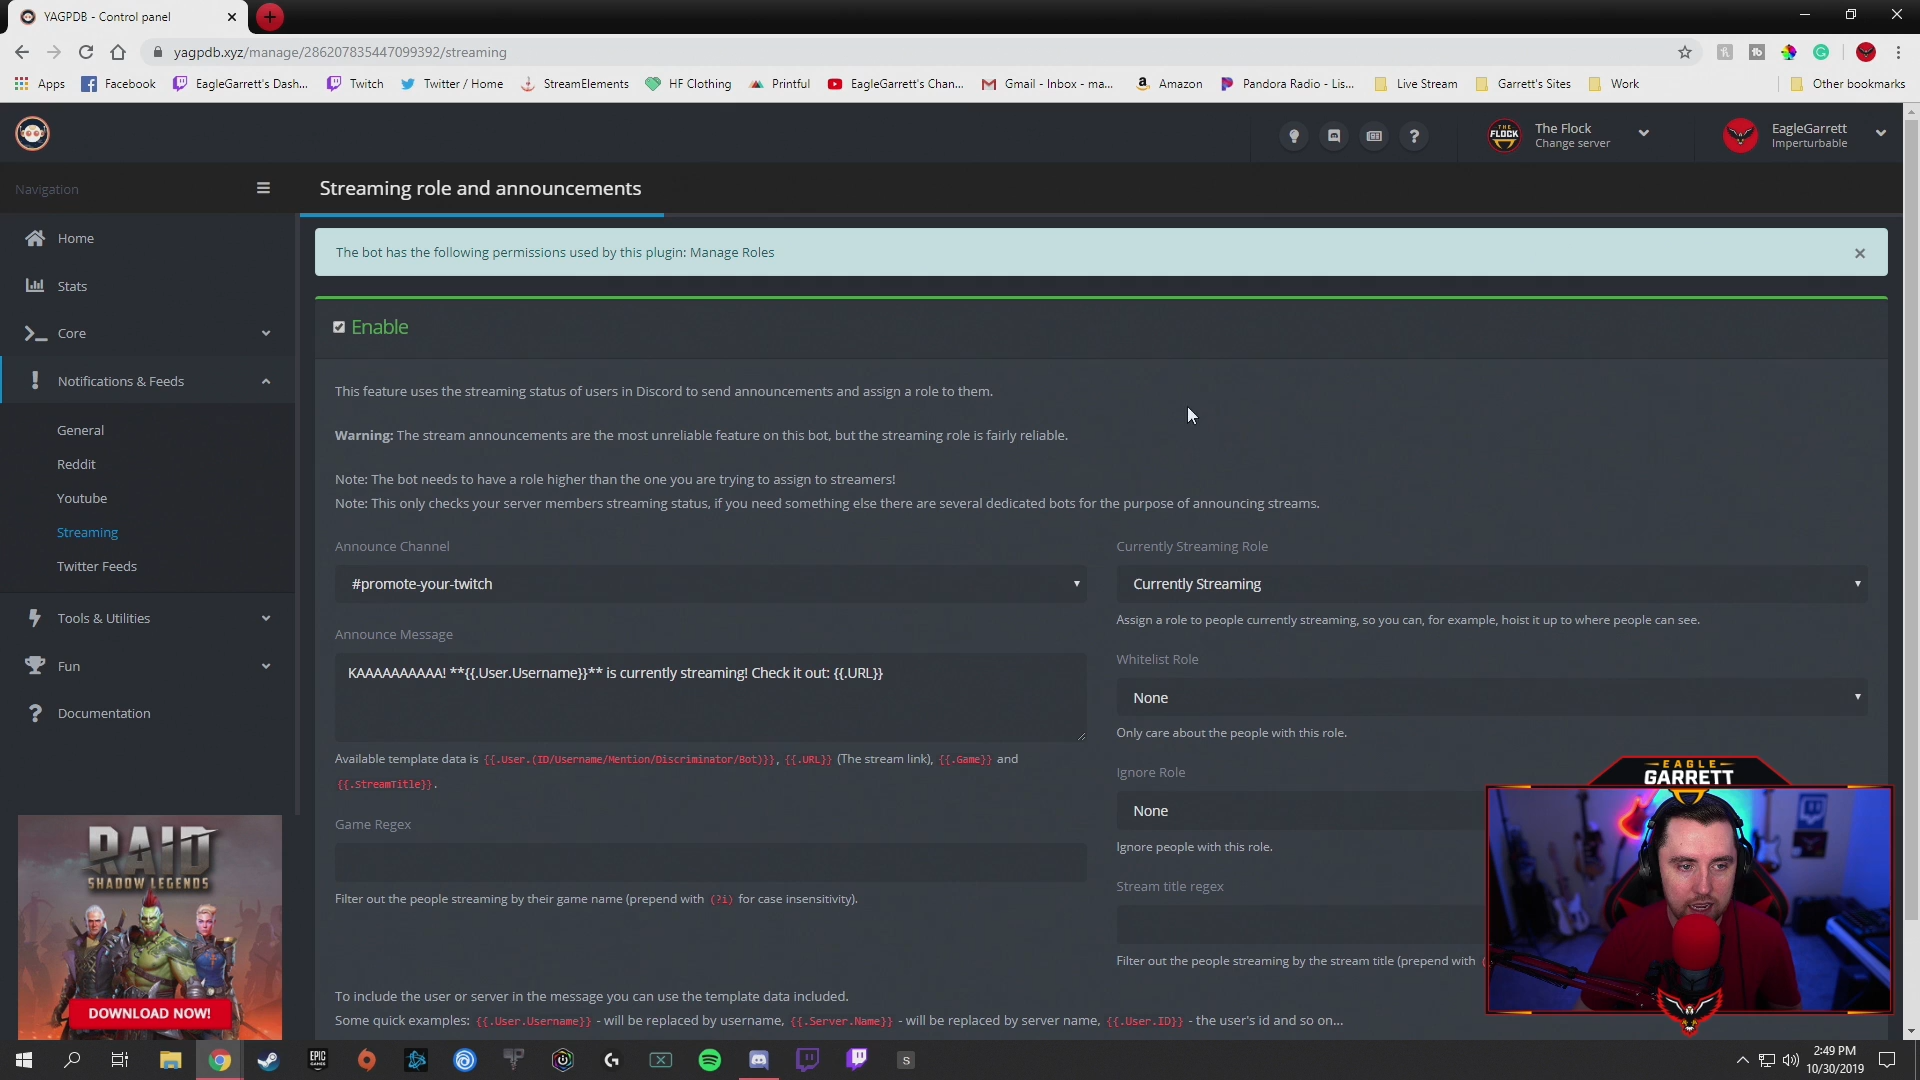 YAGPDB - Control panel
yagpdb.xyz/manage/286207835447099392/streaming
Apps
Facebook
EagleGarrett's Dash...
Twitch
Twitter / Home
StreamElements
HF Clothing
Printful
EagleGarrett's Chan...
Gmail - Inbox - ma...
Amazon
Pandora Radio - Lis...
Live Stream
Garrett's Sites
Work
Other bookmarks
THE FLOCK
The Flock
Change server
EagleGarrett
Imperturbable
Navigation
Streaming role and announcements
Home
Stats
Core
Notifications & Feeds
General
Reddit
Youtube
Streaming
Twitter Feeds
Tools & Utilities
Fun
Documentation
The bot has the following permissions used by this plugin: Manage Roles
Enable
This feature uses the streaming status of users in Discord to send announcements and assign a role to them.
Warning: The stream announcements are the most unreliable feature on this bot, but the streaming role is fairly reliable.
Note: The bot needs to have a role higher than the one you are trying to assign to streamers!
Note: This only checks your server members streaming status, if you need something else there are several dedicated bots for the purpose of announcing streams.
Announce Channel
#promote-your-twitch
Announce Message
KAAAAAAAAAA! **{{.User.Username}}** is currently streaming! Check it out: {{.URL}}
Available template data is {{.User.(ID/Username/Mention/Discriminator/Bot)}}, {{.URL}} (The stream link), {{.Game}} and
{{.StreamTitle}}.
Game Regex
Filter out the people streaming by their game name (prepend with (?i) for case insensitivity).
Currently Streaming Role
Currently Streaming
Assign a role to people currently streaming, so you can, for example, hoist it up to where people can see.
Whitelist Role
None
Only care about the people with this role.
Ignore Role
None
Ignore people with this role.
Stream title regex
Filter out the people streaming by the stream title (prepend with (
To include the user or server in the message you can use the template data included.
Some quick examples: {{.User.Username}} - will be replaced by username, {{.Server.Name}} - will be replaced by server name, {{.User.ID}} - the user's id and so on...
RAID
SHADOW LEGENDS
DOWNLOAD NOW!
EAGLE
GARRETT
EPIC
GAMES
S
2:49 PM
10/30/2019